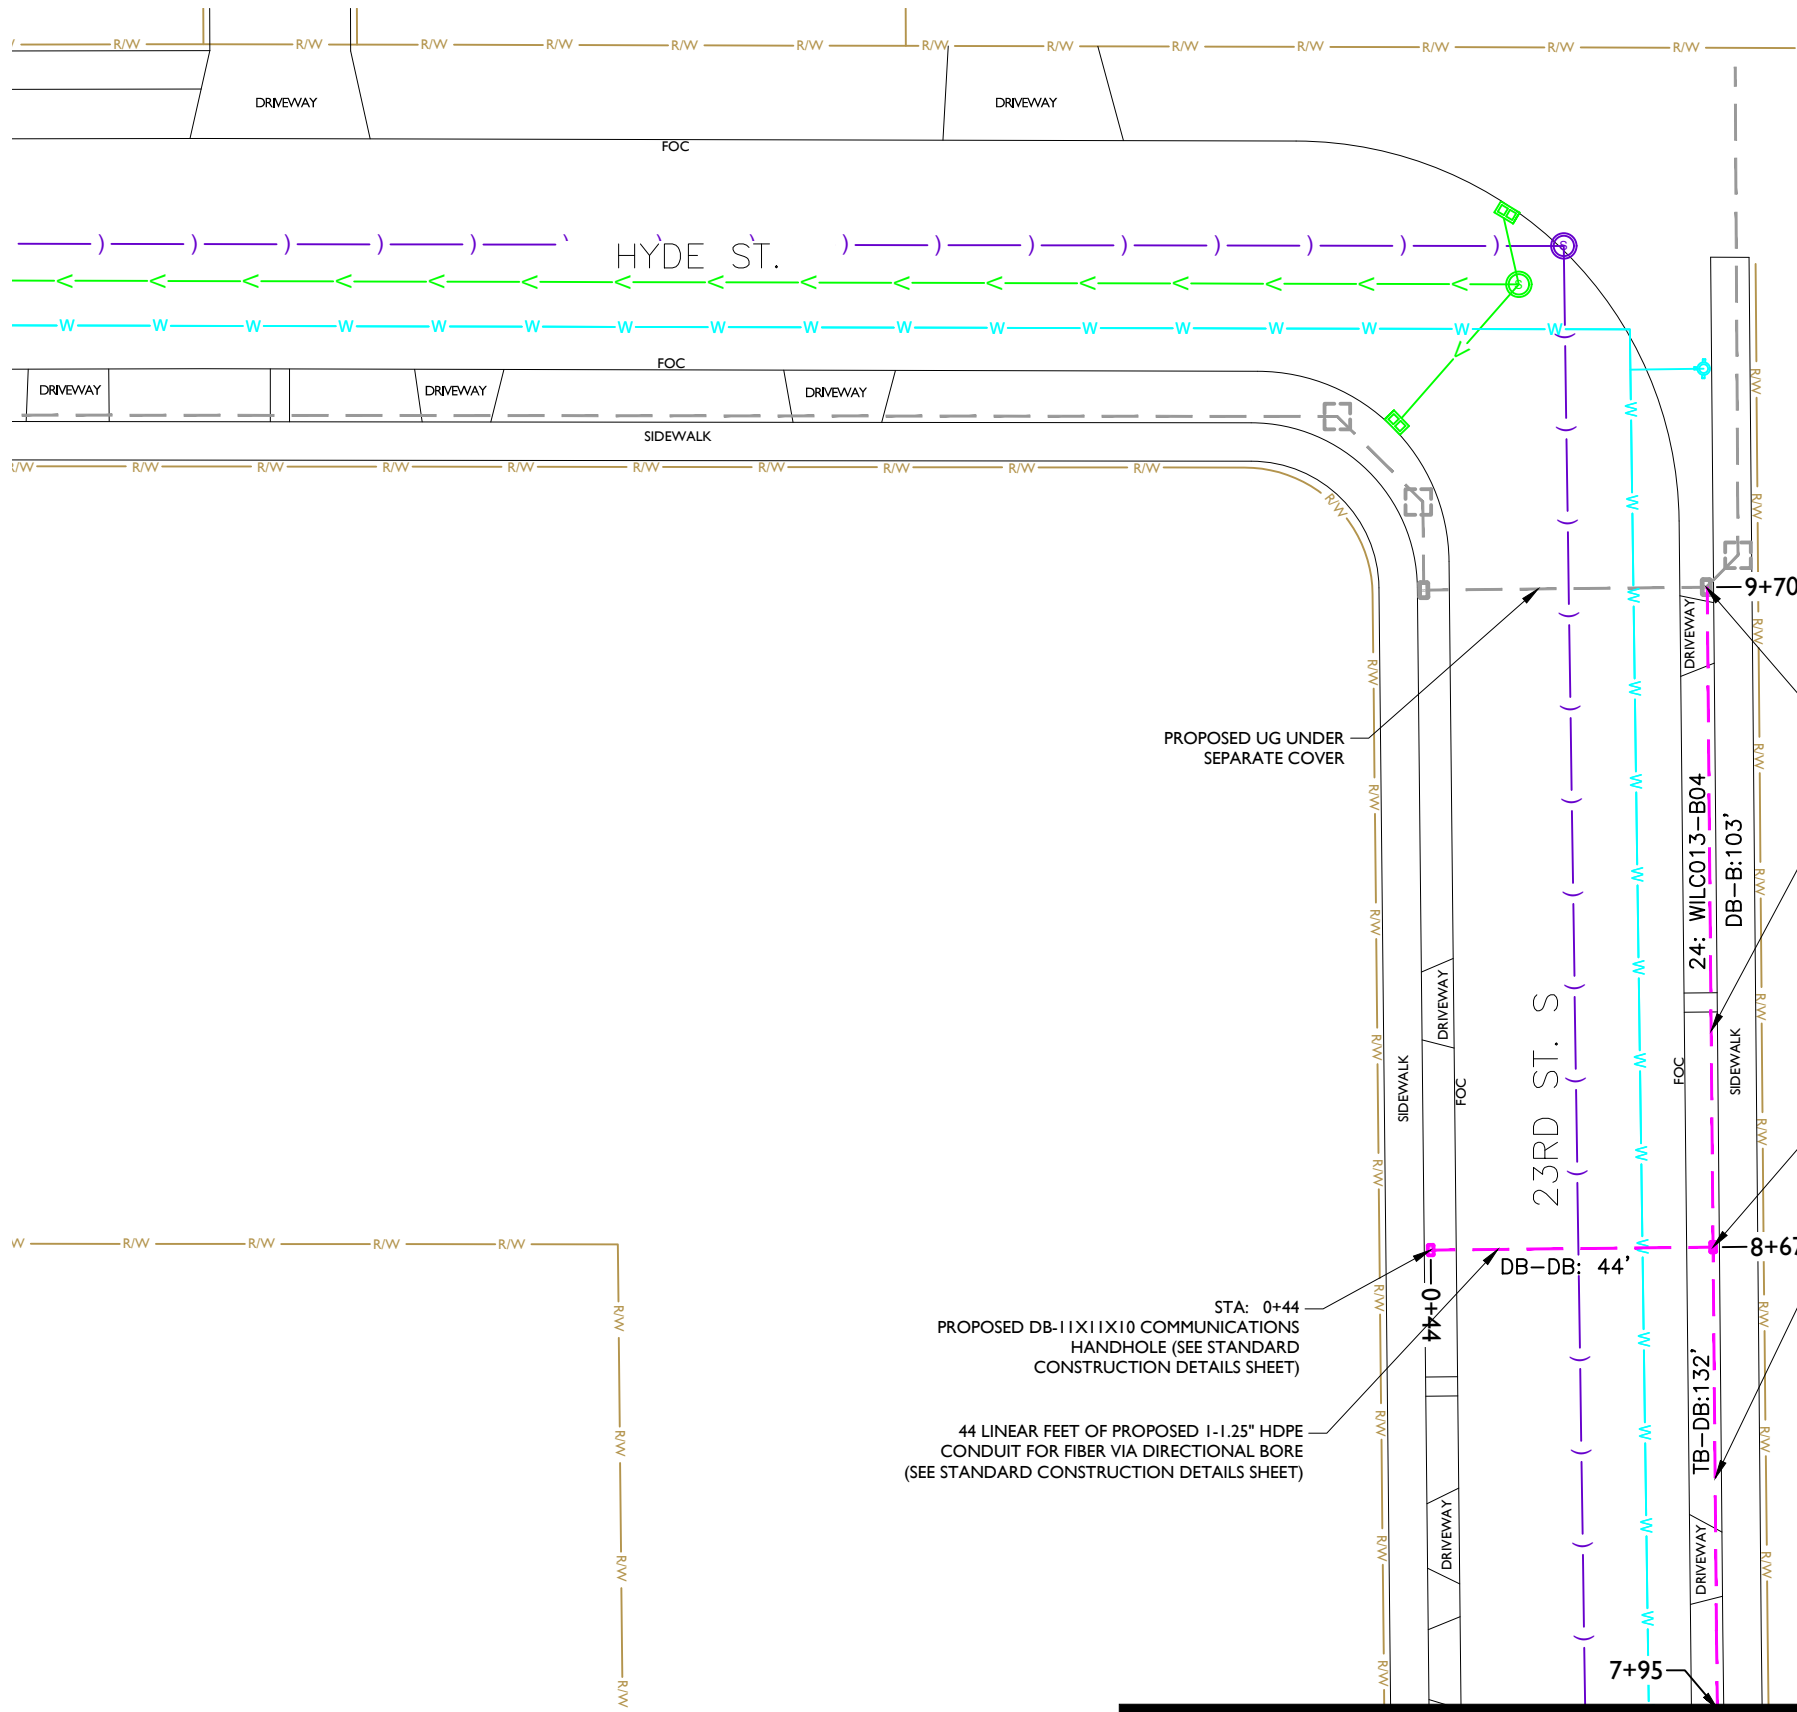 R/W R/W R/W R/W R/W R/W R/W R/W R/W R/W R/W R/W R/W
DRIVEWAY
DRIVEWAY
FOC
HYDE ST.
S
S
W W W W W W W W W W W W W W W W W
FOC
DRIVEWAY
DRIVEWAY
DRIVEWAY
SIDEWALK
R/W R/W R/W R/W R/W R/W R/W R/W R/W R/W
R/W
9+70
DRIVEWAY
PROPOSED UG UNDER
SEPARATE COVER
24: WILC013-B04
DB-B:103'
DRIVEWAY
23RD ST. S
SIDEWALK
FOC
FOC
SIDEWALK
R/W R/W R/W R/W R/W
8+67
DB-DB: 44'
0+44
STA: 0+44
PROPOSED DB-11X11X10 COMMUNICATIONS
HANDHOLE (SEE STANDARD
CONSTRUCTION DETAILS SHEET)
44 LINEAR FEET OF PROPOSED 1-1.25" HDPE
CONDUIT FOR FIBER VIA DIRECTIONAL BORE
(SEE STANDARD CONSTRUCTION DETAILS SHEET)
TB-DB:132'
DRIVEWAY
DRIVEWAY
R/W R/W R/W R/W
R/W R/W R/W R/W R/W R/W R/W R/W
W W W W W W W W W W W W W W
R/W R/W R/W R/W R/W R/W R/W R/W R/W R/W
7+95